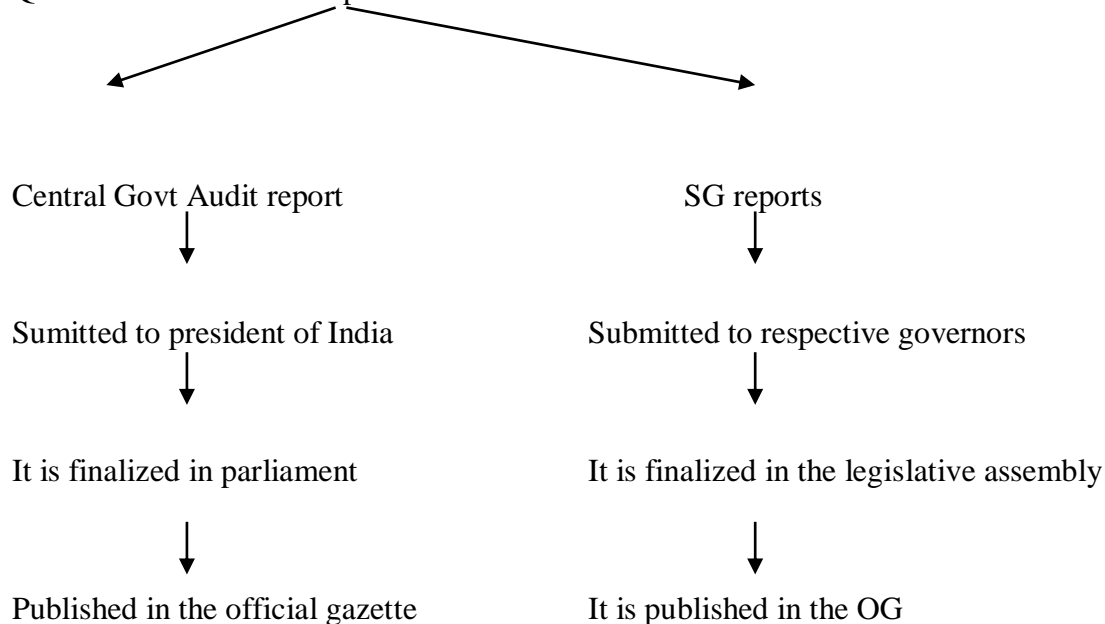 Central Govt Audit report
SG reports
Sumitted to president of India
Submitted to respective governors
It is finalized in parliament
It is finalized in the legislative assembly
Published in the official gazette
It is published in the OG